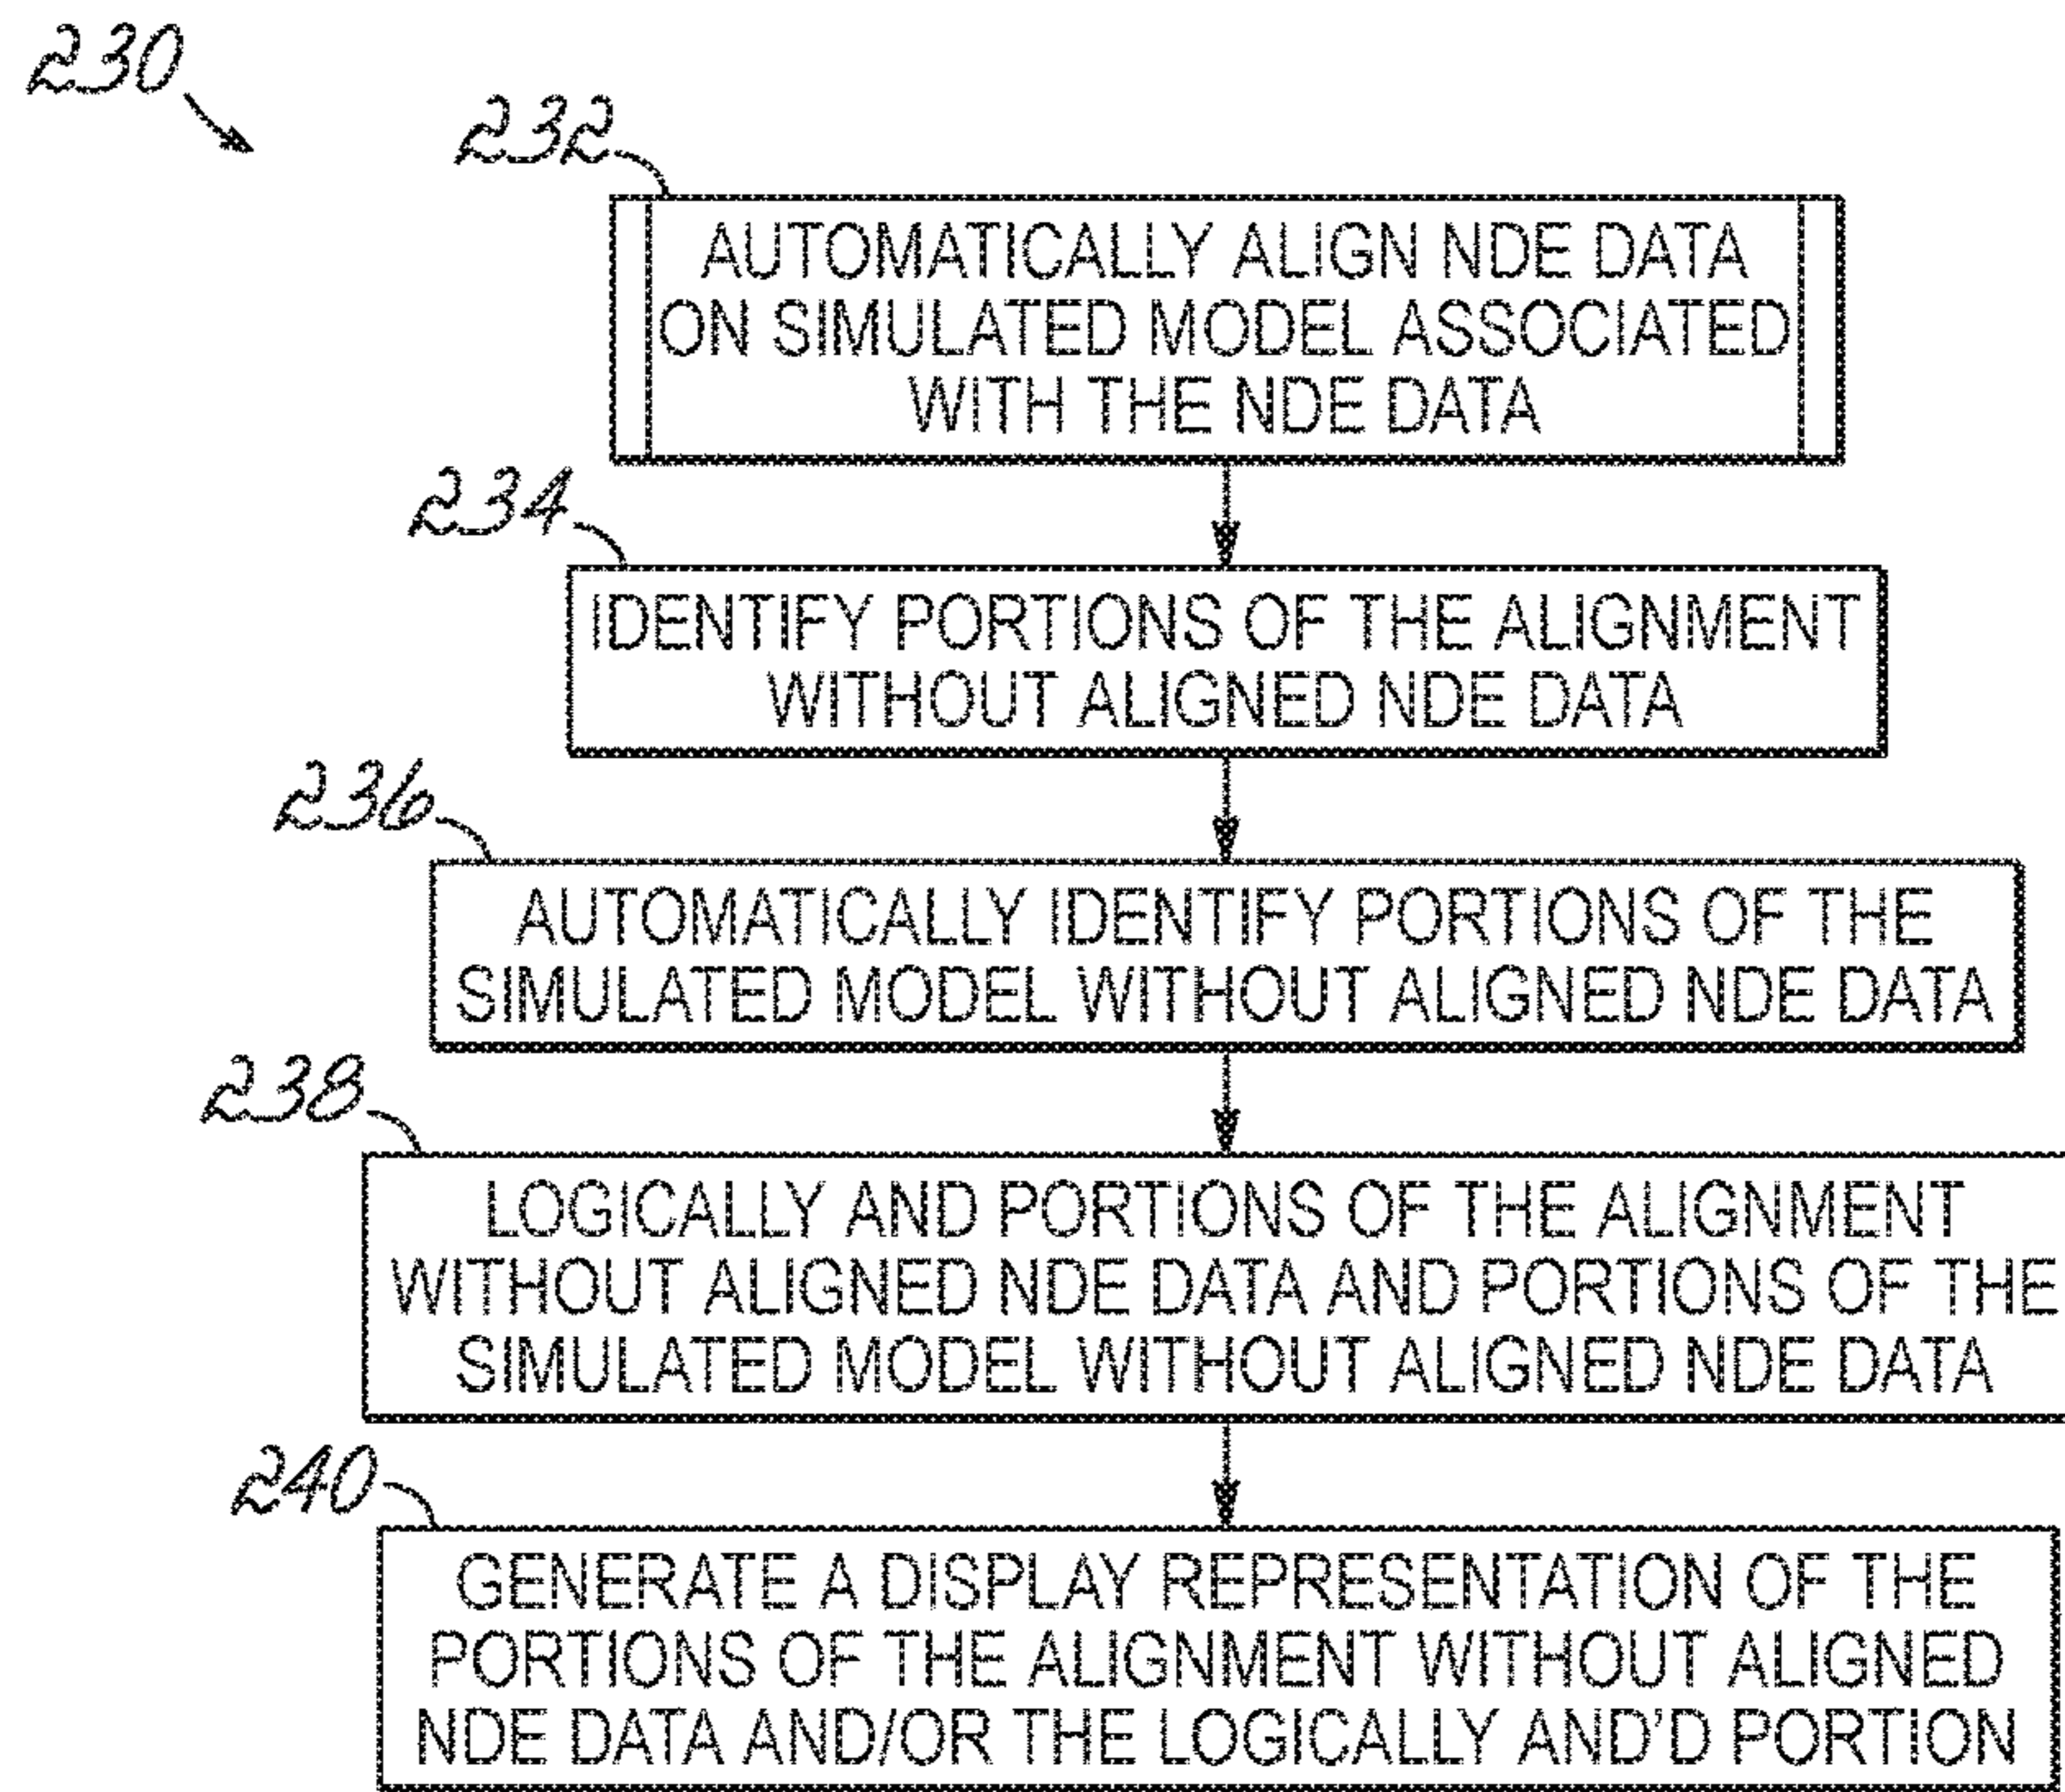 230
232
AUTOMATICALLY ALIGN NDE DATA
ON SIMULATED MODEL ASSOCIATED
WITH THE NDE DATA
234
IDENTIFY PORTIONS OF THE ALIGNMENT
WITHOUT ALIGNED NDE DATA
236
AUTOMATICALLY IDENTIFY PORTIONS OF THE
SIMULATED MODEL WITHOUT ALIGNED NDE DATA
238
LOGICALLY AND PORTIONS OF THE ALIGNMENT
WITHOUT ALIGNED NDE DATA AND PORTIONS OF THE
SIMULATED MODEL WITHOUT ALIGNED NDE DATA
240
GENERATE A DISPLAY REPRESENTATION OF THE
PORTIONS OF THE ALIGNMENT WITHOUT ALIGNED
NDE DATA AND/OR THE LOGICALLY AND'D PORTION